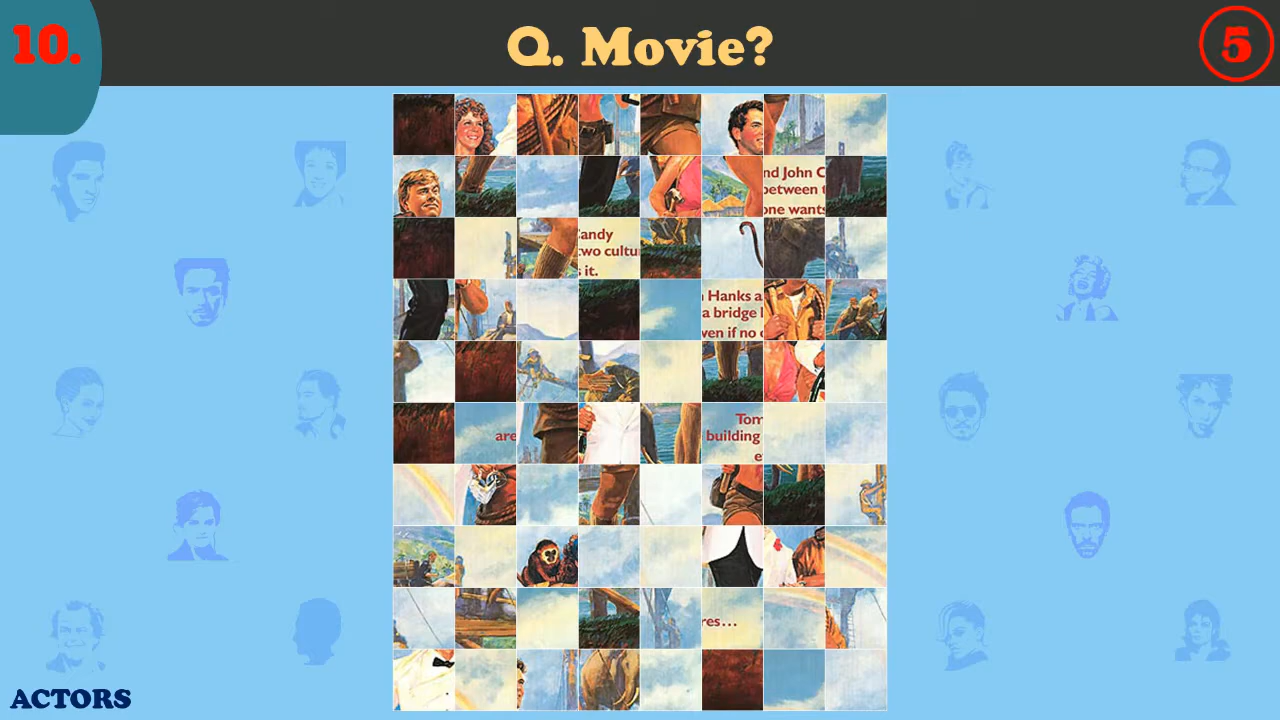 10.
Q. Movie?
5
nd John C
between t
one wants
Candy
two cultu
s it.
n Hanks a
a bridge b
ven if no o
are
Tom
building
e
res…
ACTORS